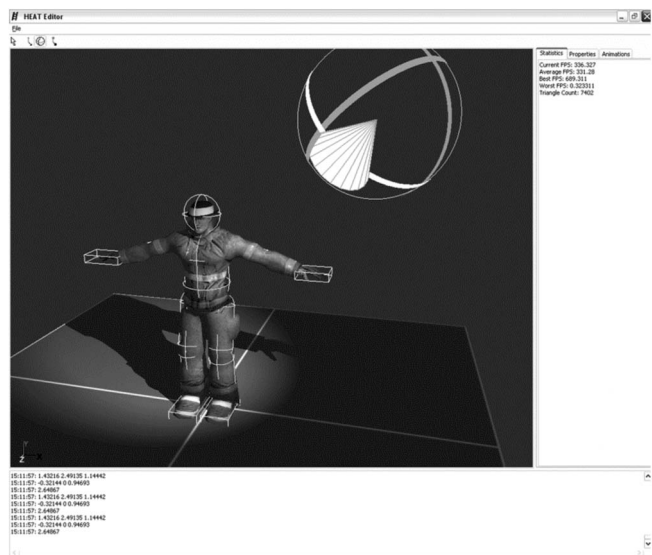 HEAT Editor
File
Statistics Properties Animations
Current FPS: 336.327
Average FPS: 331.28
Best FPS: 689.311
Worst FPS: 0.323311
Triangle Count: 7402
Y
Z X
15:11:57: 1.43216 2.49135 1.14442
15:11:57: -0.32144 0 0.94693
15:11:57: 2.64867
15:11:57: 1.43216 2.49135 1.14442
15:11:57: -0.32144 0 0.94693
15:11:57: 2.64867
15:11:57: 1.43216 2.49135 1.14442
15:11:57: -0.32144 0 0.94693
15:11:57: 2.64867